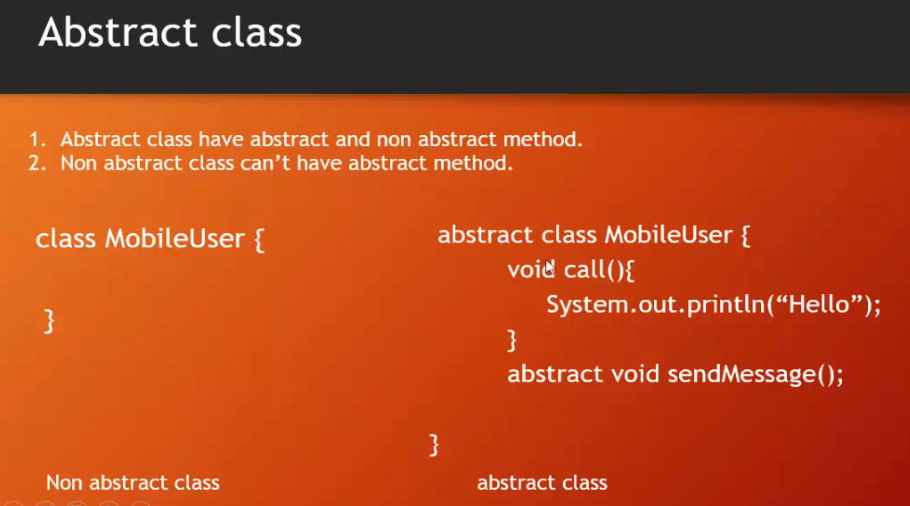 Abstract class
1. Abstract class have abstract and non abstract method.
2. Non abstract class can’t have abstract method.
class MobileUser {
}
Non abstract class
abstract class MobileUser {
void call(){
System.out.println(“Hello”);
}
abstract void sendMessage();
}
abstract class